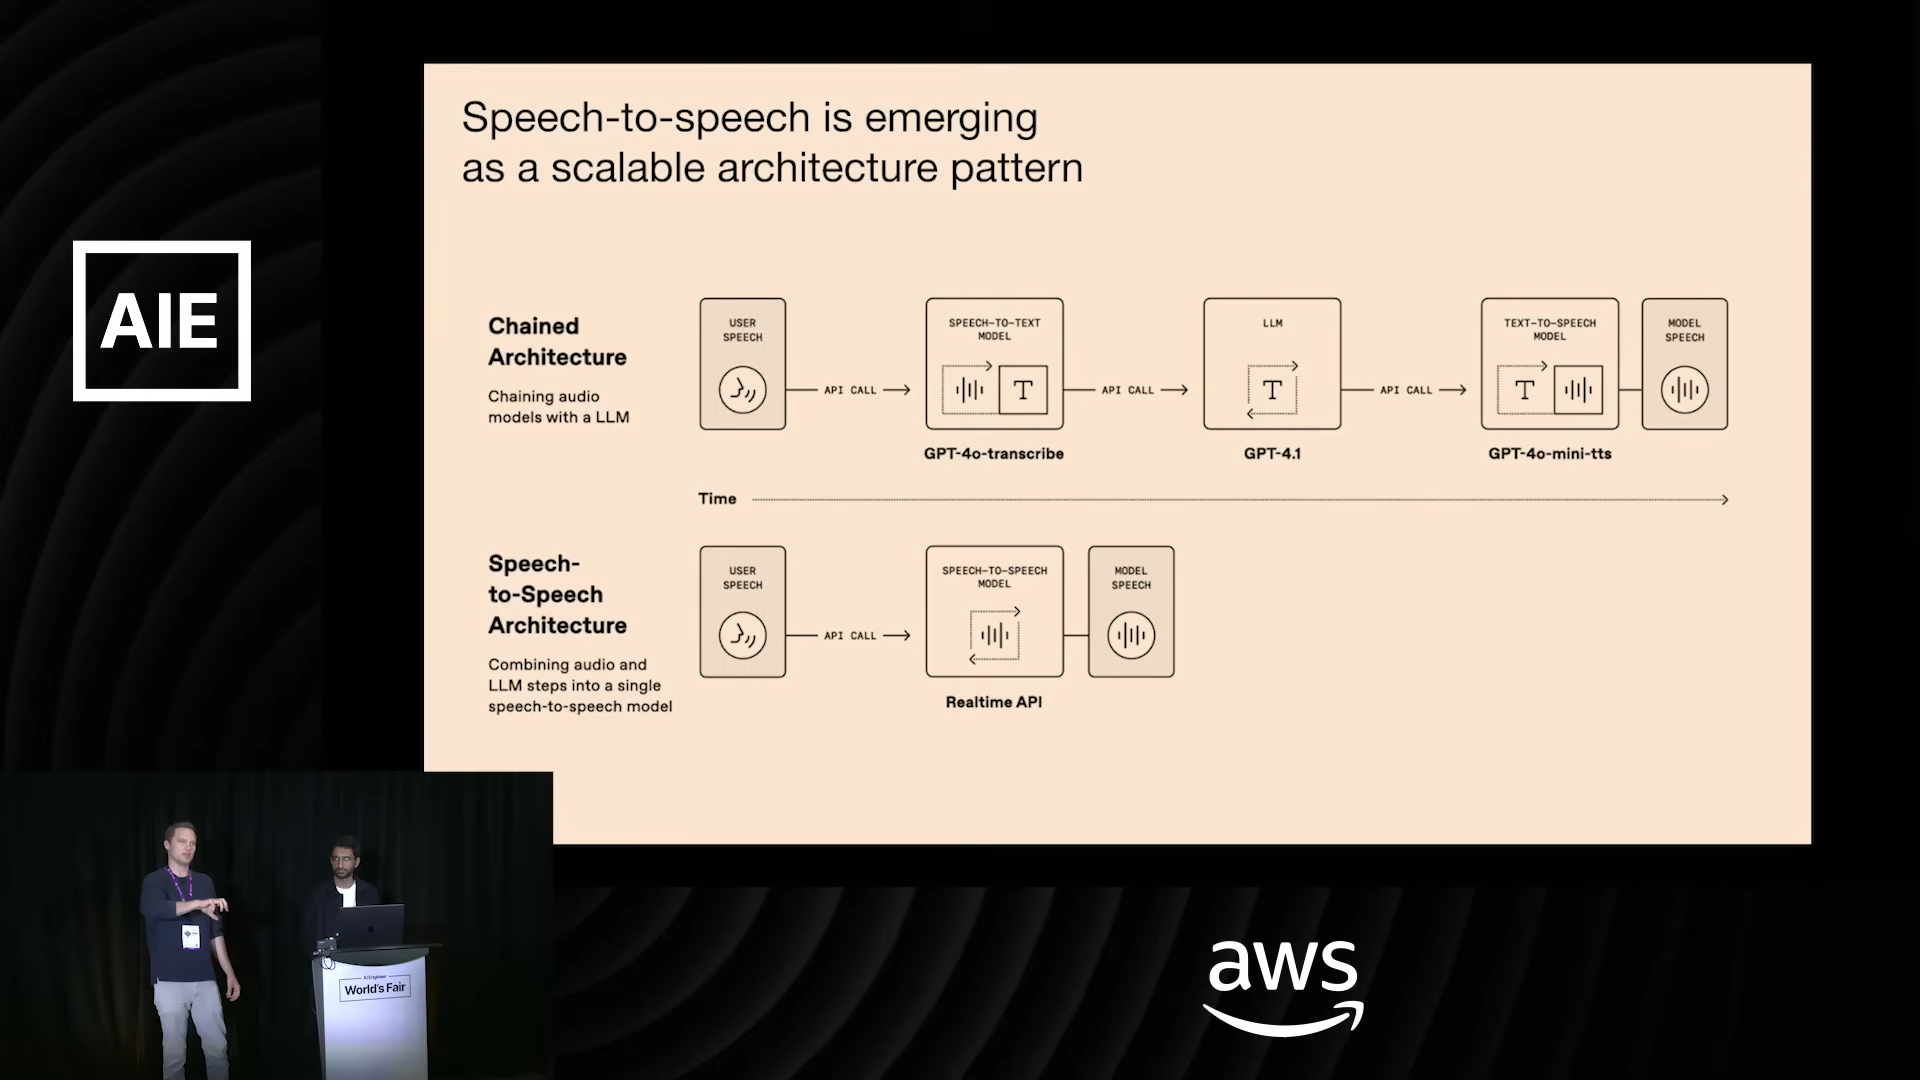 AIE
Speech-to-speech is emerging
as a scalable architecture pattern
Chained
Architecture
Chaining audio
models with a LLM
USER
SPEECH
API CALL
SPEECH-TO-TEXT
MODEL
T
GPT-4o-transcribe
API CALL
LLM
T
GPT-4.1
API CALL
TEXT-TO-SPEECH
MODEL
T
GPT-4o-mini-tts
MODEL
SPEECH
Time
Speech-
to-Speech
Architecture
Combining audio and
LLM steps into a single
speech-to-speech model
USER
SPEECH
API CALL
SPEECH-TO-SPEECH
MODEL
Realtime API
MODEL
SPEECH
AI Engineer
World's Fair
aws